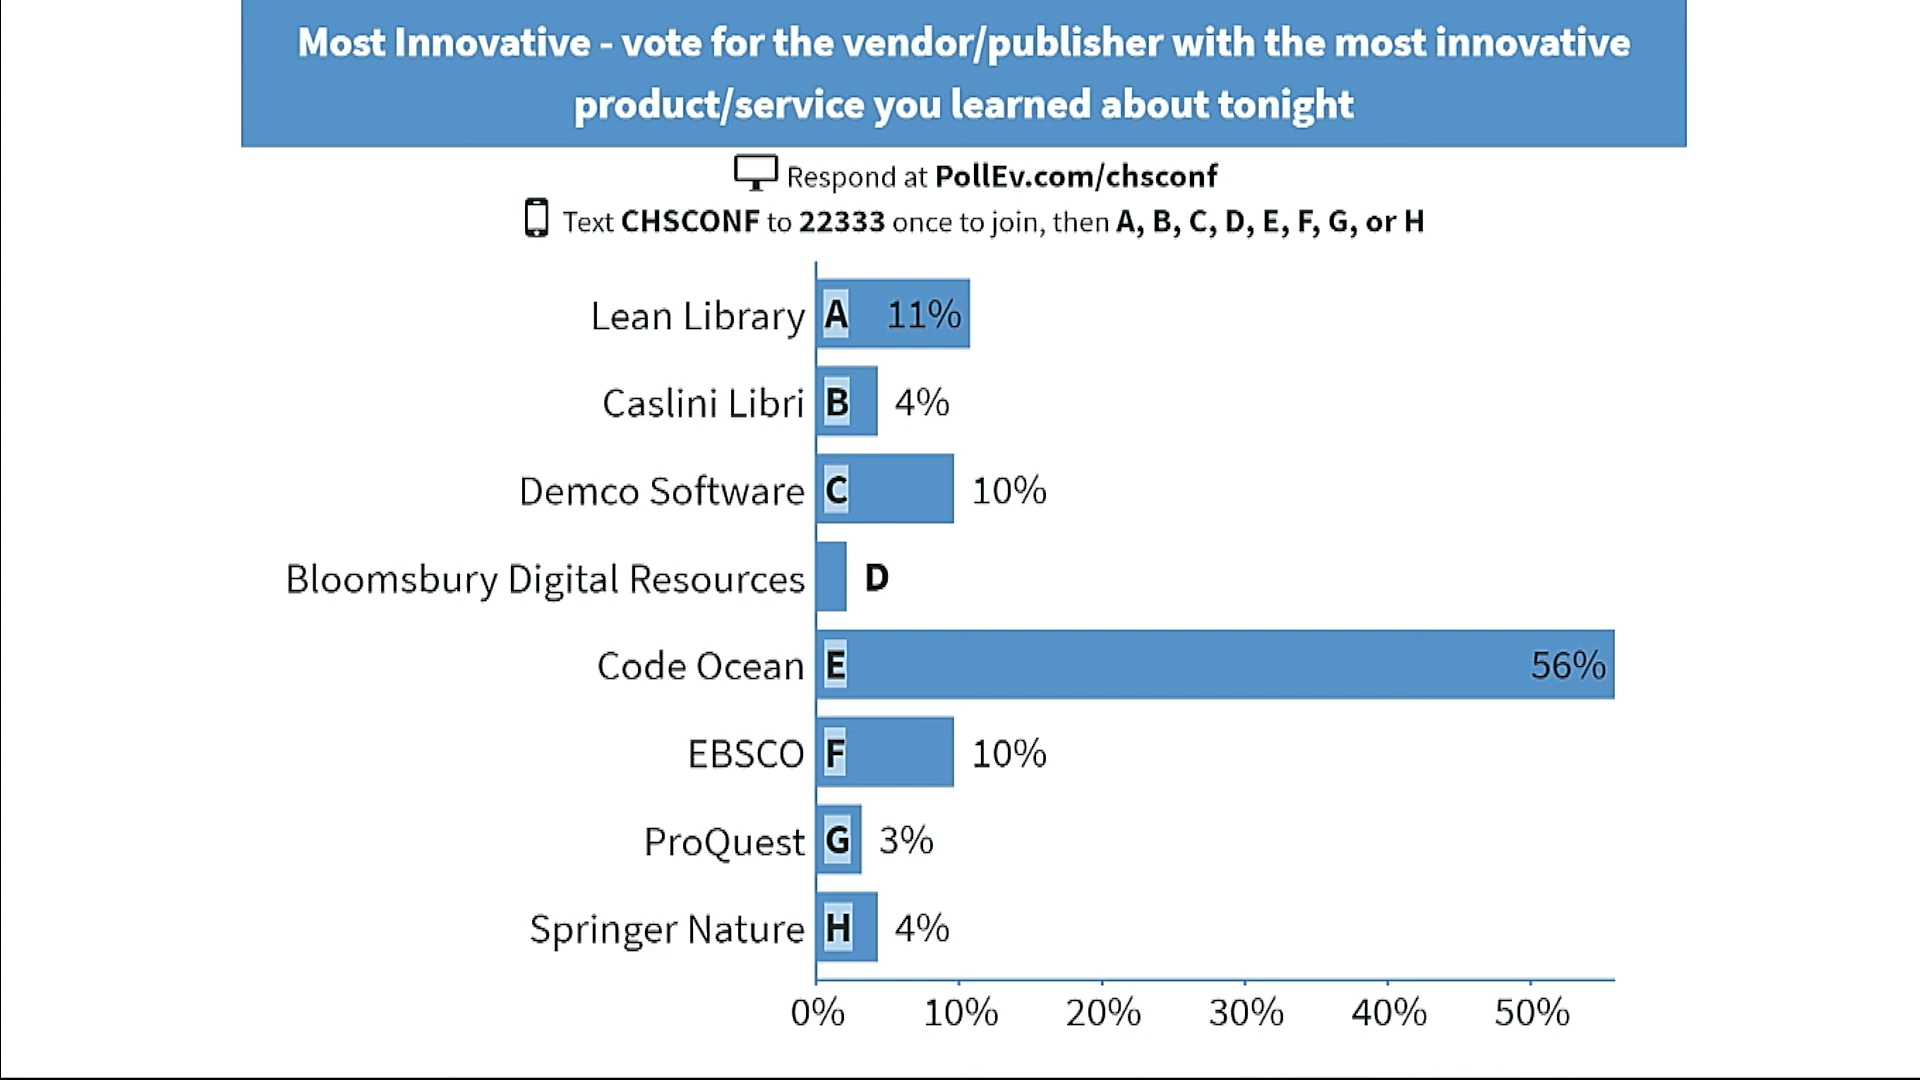 Most Innovative - vote for the vendor/publisher with the most innovative
product/service you learned about tonight
Respond at PollEv.com/chsconf
Text CHSCONF to 22333 once to join, then A, B, C, D, E, F, G, or H
Lean Library A 11%
Caslini Libri B 4%
Demco Software C 10%
Bloomsbury Digital Resources D
Code Ocean E 56%
EBSCO F 10%
ProQuest G 3%
Springer Nature H 4%
0% 10% 20% 30% 40% 50%